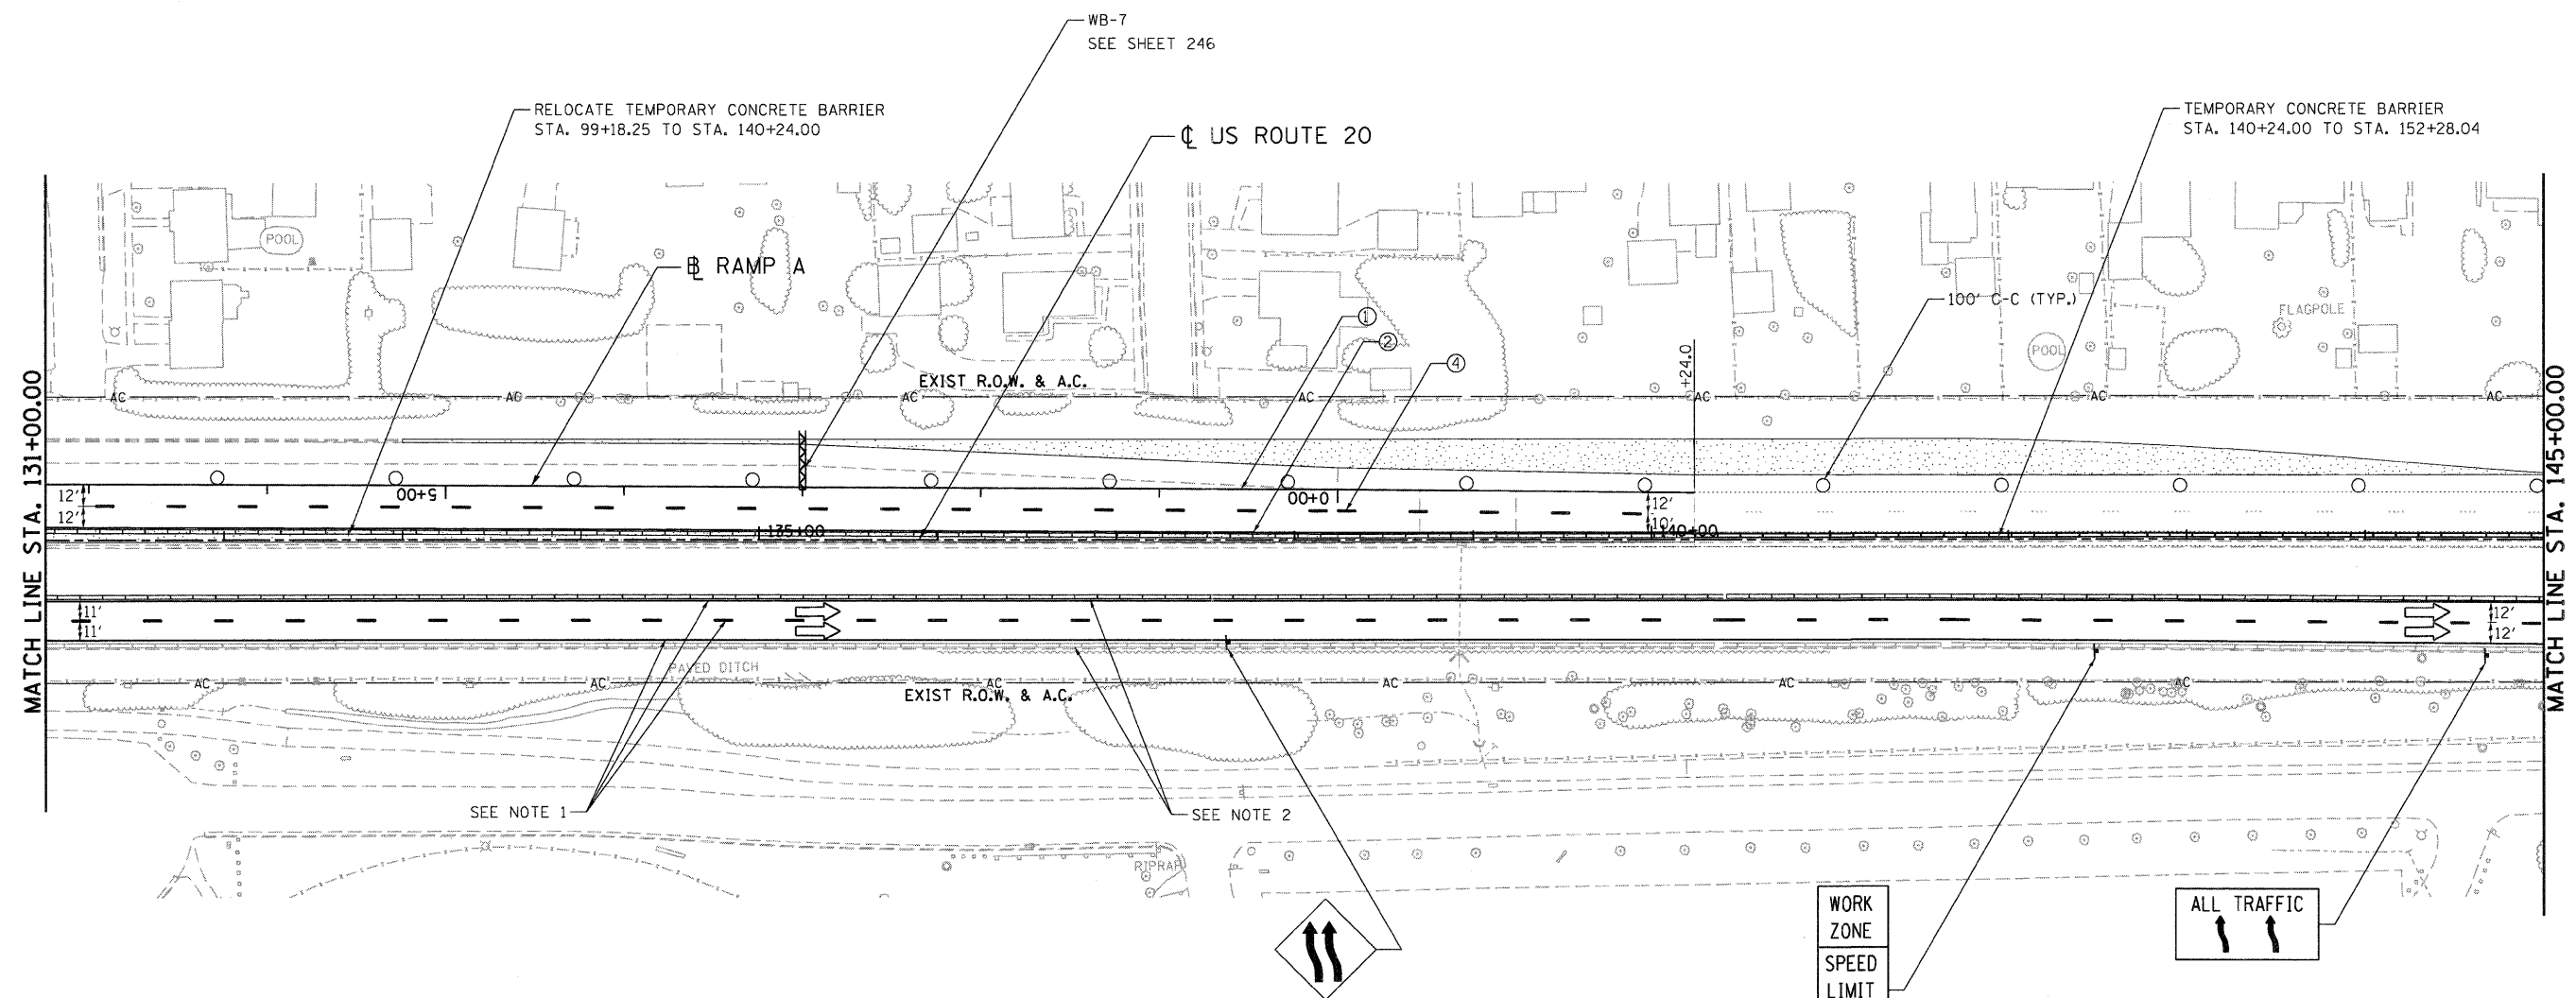 WB-7
SEE SHEET 246
RELOCATE TEMPORARY CONCRETE BARRIER
STA. 99+18.25 TO STA. 140+24.00
℄ US ROUTE 20
TEMPORARY CONCRETE BARRIER
STA. 140+24.00 TO STA. 152+28.04
POOL
BL RAMP A
100' C-C (TYP.)
FLAGPOLE
1
2
4
POOL
+24.0
EXIST R.O.W. & A.C.
AC
AC
AC
AC
AC
AC
AC
MATCH LINE STA. 131+00.00
MATCH LINE STA. 145+00.00
12'
12'
5+00
0+00
12'
10'
135+00
140+00
11'
11'
12'
12'
PAVED DITCH
AC
AC
AC
AC
AC
AC
EXIST R.O.W. & A.C.
SEE NOTE 1
SEE NOTE 2
RIPRAP
WORK
ZONE
SPEED
LIMIT
ALL TRAFFIC